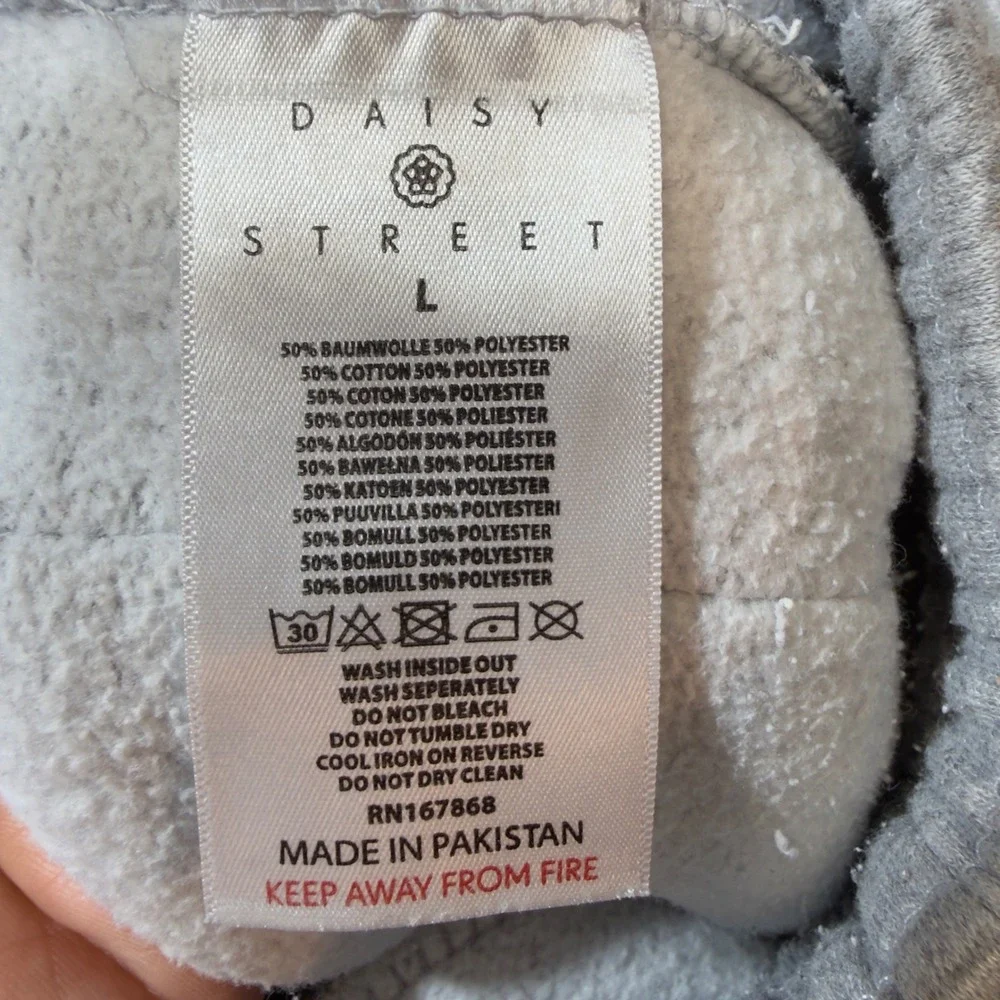 DAISY
STREET
L
50% BAUMWOLLE 50% POLYESTER
50% COTTON 50% POLYESTER
50% COTON 50% POLYESTER
50% COTONE 50% POLIESTER
50% ALGODÓN 50% POLIÉSTER
50% BAWEŁNA 50% POLIESTER
50% KATOEN 50% POLYESTER
50% PUUVILLA 50% POLYESTERI
50% BOMULL 50% POLYESTER
50% BOMULD 50% POLYESTER
50% BOMULL 50% POLYESTER
30
WASH INSIDE OUT
WASH SEPERATELY
DO NOT BLEACH
DO NOT TUMBLE DRY
COOL IRON ON REVERSE
DO NOT DRY CLEAN
RN167868
MADE IN PAKISTAN
KEEP AWAY FROM FIRE